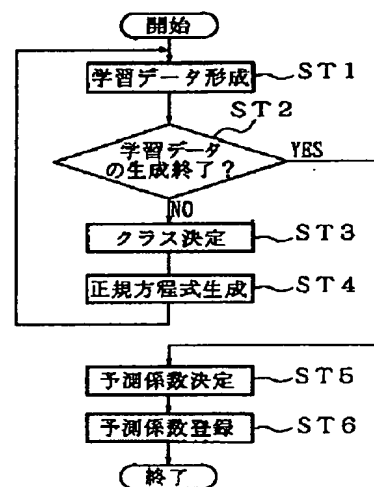 開始
学習データ形成 ST1
ST2
学習データ
の生成終了？ YES
NO
クラス決定 ST3
正規方程式生成 ST4
予測係数決定 ST5
予測係数登録 ST6
終了